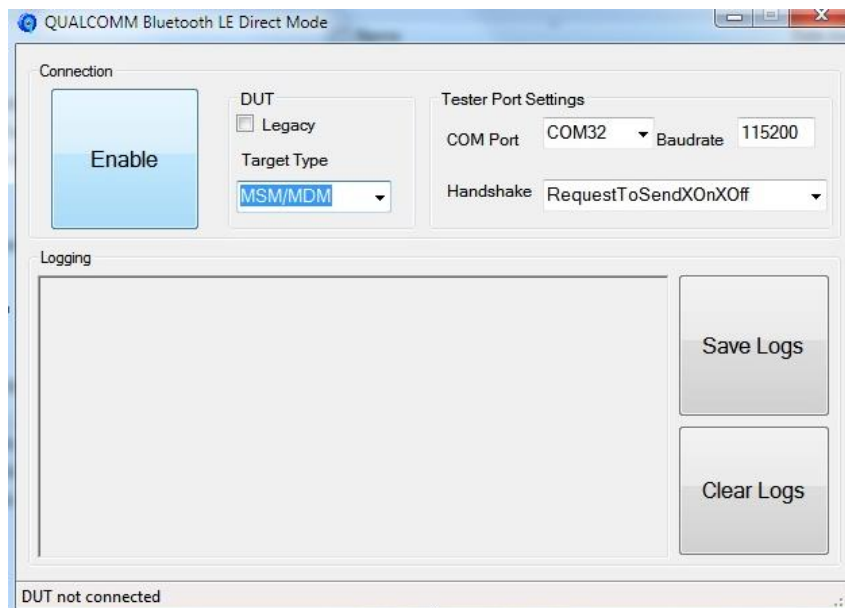 QUALCOMM Bluetooth LE Direct Mode
Connection
Enable
DUT
Legacy
Target Type
MSM/MDM
Tester Port Settings
COM Port
COM32
Baudrate
115200
Handshake
RequestToSendXOnXOff
Logging
Save Logs
Clear Logs
DUT not connected